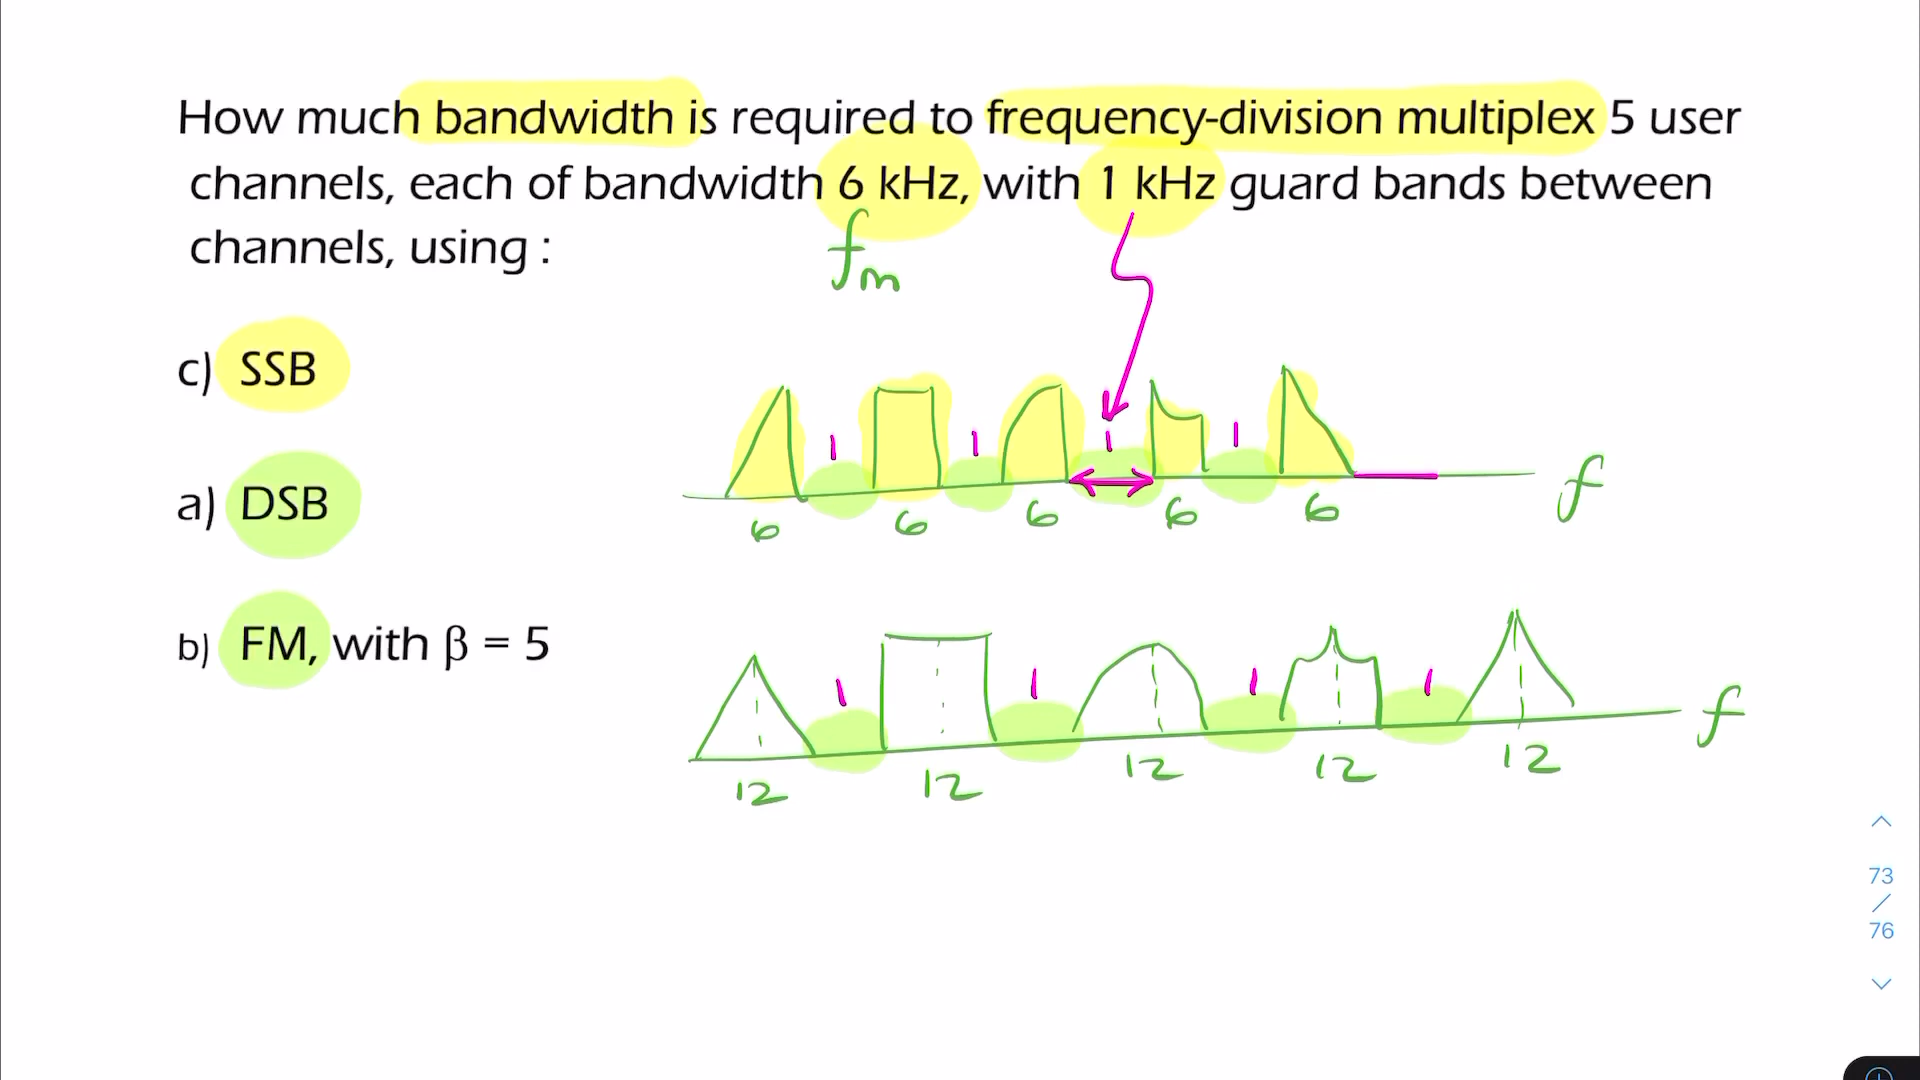 How much bandwidth is required to frequency-division multiplex 5 user
channels, each of bandwidth 6 kHz, with 1 kHz guard bands between
channels, using :
fm
c) SSB
1 1 1 1
6 6 6 6 6
f
a) DSB
b) FM, with β = 5
1 1 1 1
f
12 12 12 12 12
73
/
76